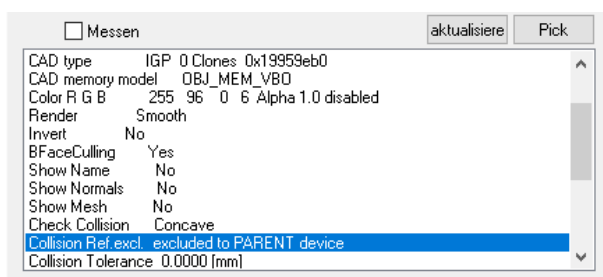 Messen
aktualisiere
Pick
CAD type IGP 0 Clones 0x19959eb0
CAD memory model OBJ_MEM_VBO
Color R G B 255 96 0 6 Alpha 1.0 disabled
Render Smooth
Invert No
BFaceCulling Yes
Show Name No
Show Normals No
Show Mesh No
Check Collision Concave
Collision Ref.excl. excluded to PARENT device
Collision Tolerance 0.0000 [mm]